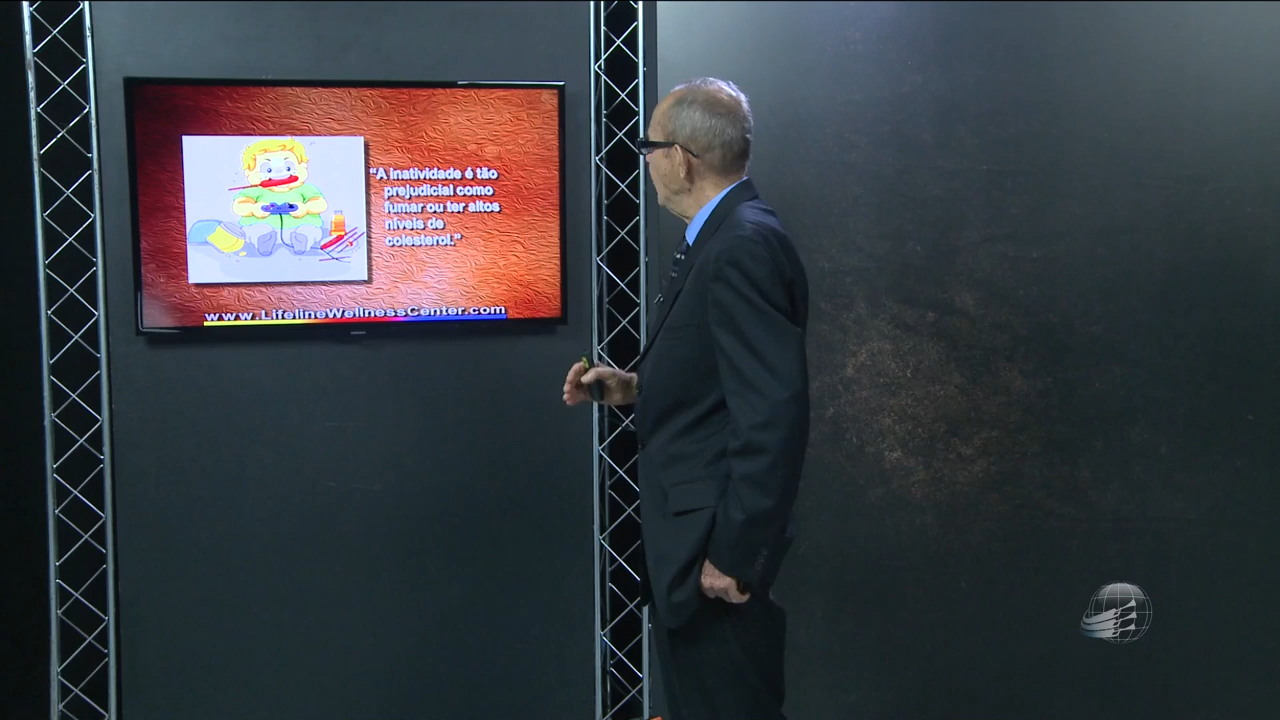 “A inatividade é tão
prejudicial como
fumar ou ter altos
níveis de
colesterol.”
www.LifelineWellnessCenter.com